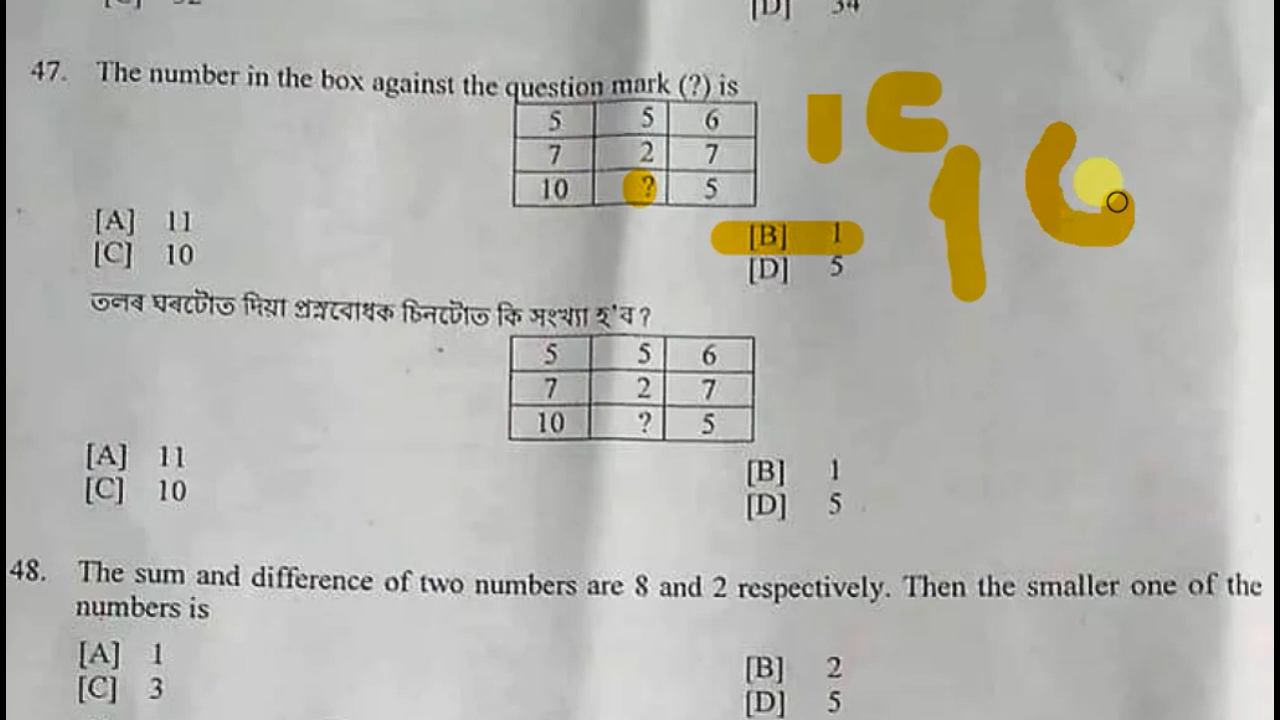 [D] 34
47. The number in the box against the question mark (?) is
5 5 6
7 2 7
10 ? 5
[A] 11 [B] 1
[C] 10 [D] 5
তলৰ ঘৰটোত দিয়া প্ৰশ্নবোধক চিনটোত কি সংখ্যা হ'ব ?
5 5 6
7 2 7
10 ? 5
[A] 11 [B] 1
[C] 10 [D] 5
48. The sum and difference of two numbers are 8 and 2 respectively. Then the smaller one of the
numbers is
[A] 1 [B] 2
[C] 3 [D] 5